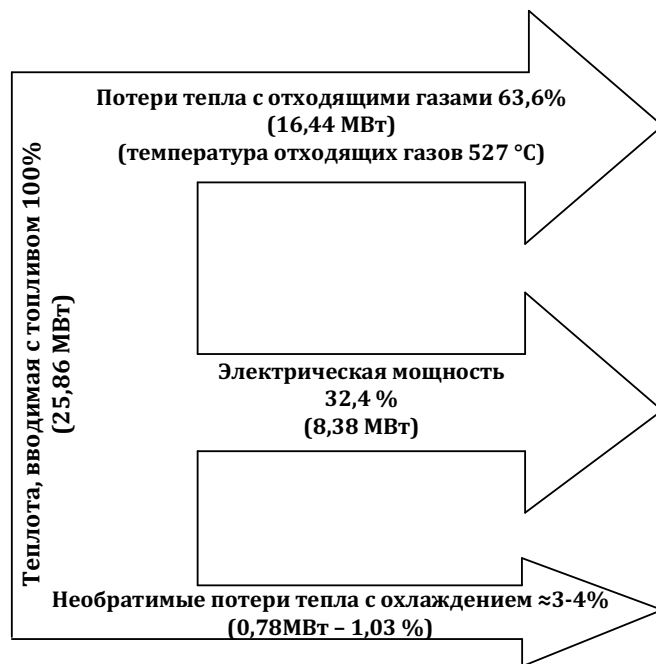 Потери тепла с отходящими газами 63,6%
(16,44 МВт)
(температура отходящих газов 527 °C)
Теплота, вводимая с топливом 100%
(25,86 МВт)
Электрическая мощность
32,4 %
(8,38 МВт)
Необратимые потери тепла с охлаждением ≈3-4%
(0,78МВт – 1,03 %)